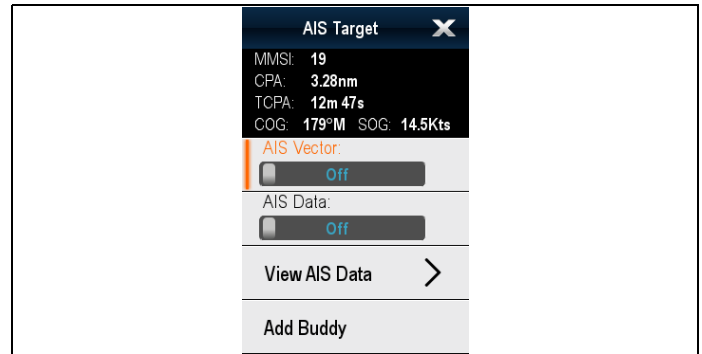 AIS Target
MMSI: 19
CPA: 3.28nm
TCPA: 12m 47s
COG: 179°M SOG: 14.5Kts
AIS Vector:
Off
AIS Data:
Off
View AIS Data
Add Buddy